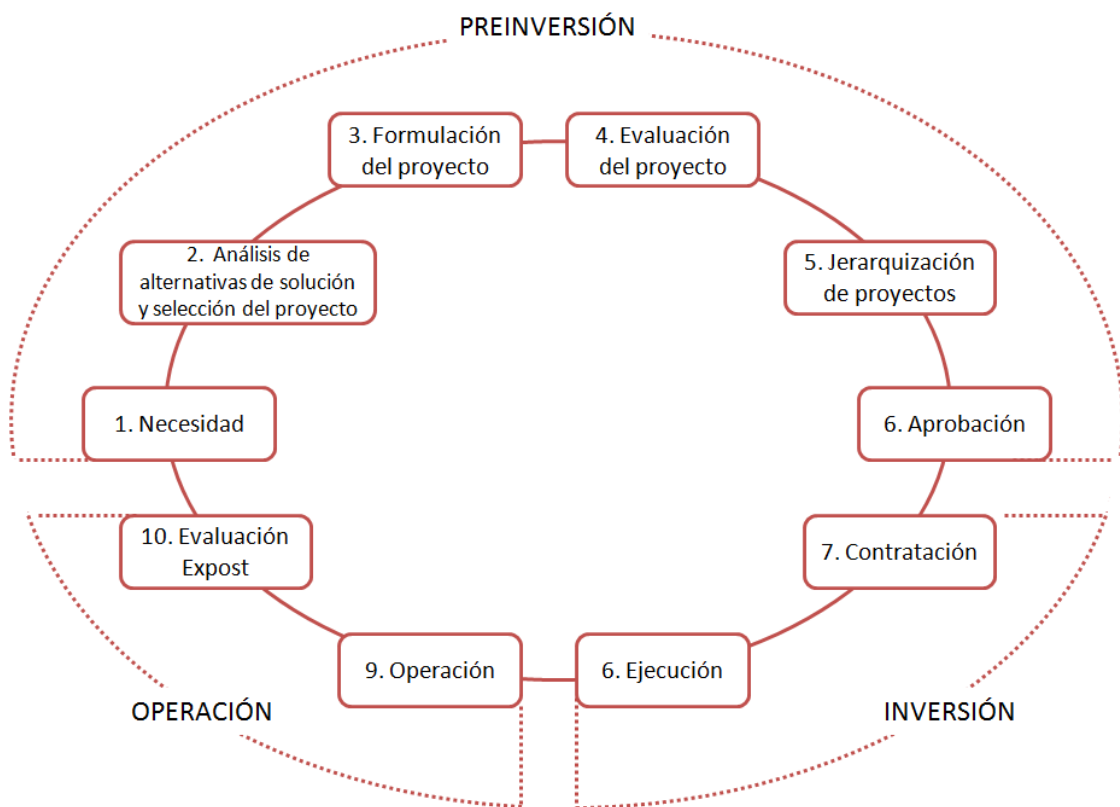 PREINVERSIÓN
3. Formulación
del proyecto
4. Evaluación
del proyecto
2. Análisis de
alternativas de solución
y selección del proyecto
5. Jerarquización
de proyectos
1. Necesidad
6. Aprobación
10. Evaluación
Expost
7. Contratación
9. Operación
6. Ejecución
OPERACIÓN
INVERSIÓN